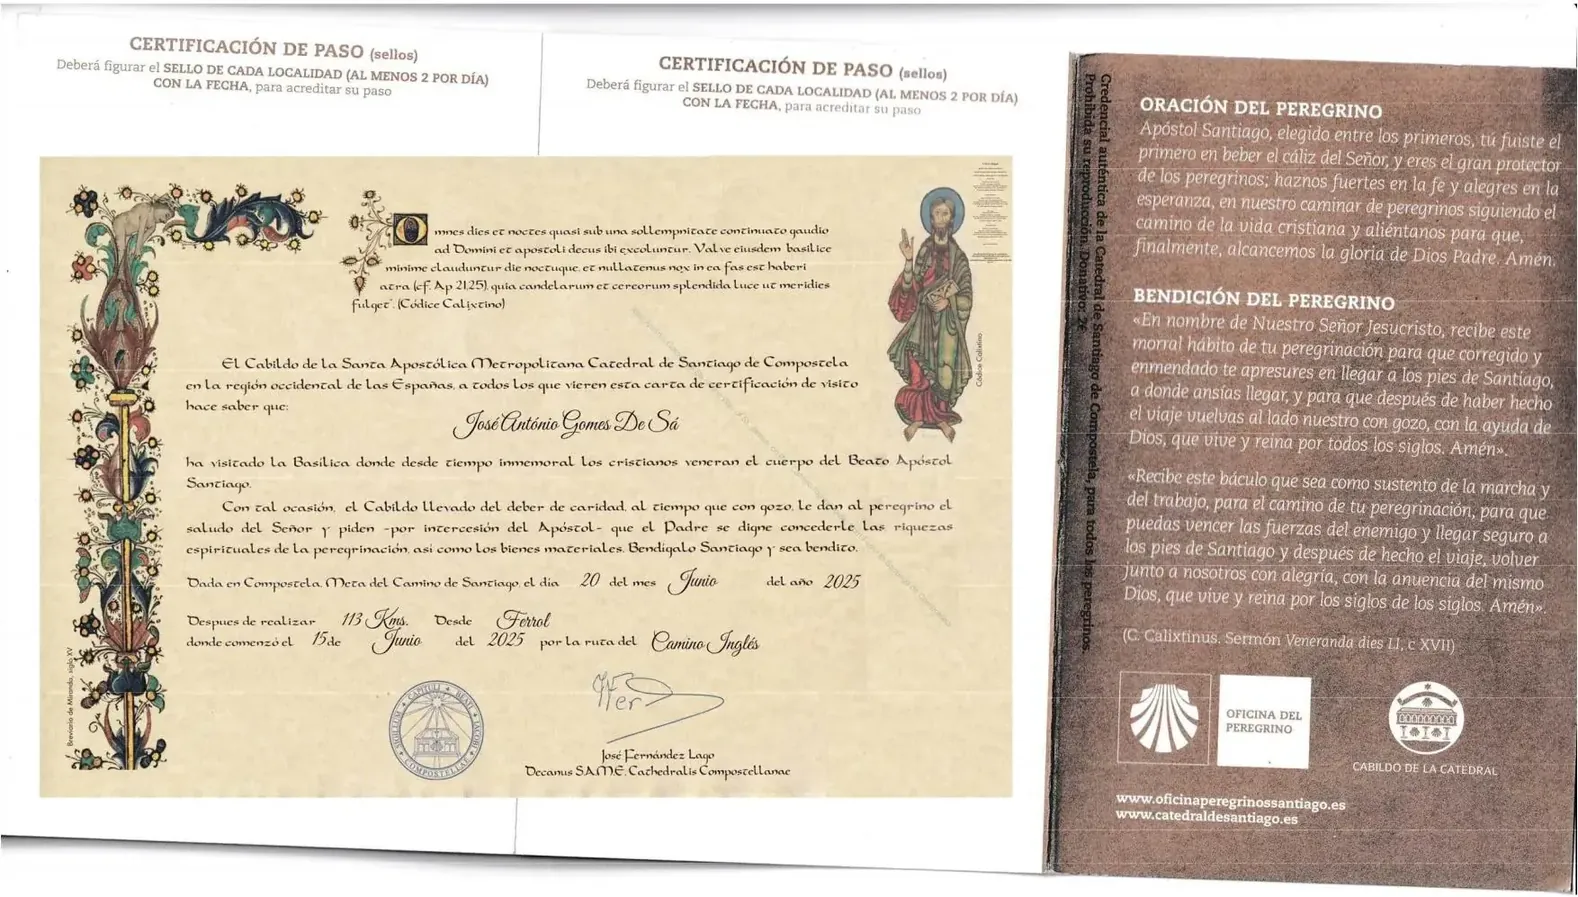 CERTIFICACIÓN DE PASO (sellos)
Deberá figurar el SELLO DE CADA LOCALIDAD (AL MENOS 2 POR DÍA)
CON LA FECHA, para acreditar su paso
CERTIFICACIÓN DE PASO (sellos)
Deberá figurar el SELLO DE CADA LOCALIDAD (AL MENOS 2 POR DÍA)
CON LA FECHA, para acreditar su paso
Omnes dies et noctes quasi sub una sollempnitate continuato gaudio
ad Domini et apostoli decus ibi excoluntur. Valve eiusdem basilice
minime clauduntur die noctuque, et nullatenus nox in ea fas est haberi
atra (cf. Ap 21,25), quia candelarum et cereorum splendida luce ut meridies
fulget". (Códice Calixtino)
Códice Calixtino
El Cabildo de la Santa Apostólica Metropolitana Catedral de Santiago de Compostela
en la región occidental de las Españas, a todos los que vieren esta carta de certificación de visita
hace saber que:
José António Gomes De Sá
ha visitado la Basílica donde desde tiempo inmemorial los cristianos veneran el cuerpo del Beato Apóstol
Santiago.
Con tal ocasión, el Cabildo llevado del deber de caridad, al tiempo que con gozo, le dan al peregrino el
saludo del Señor y piden -por intercesión del Apóstol- que el Padre se digne concederle las riquezas
espirituales de la peregrinación, asi como los bienes materiales. Bendígalo Santiago y sea bendito.
Dada en Compostela, Meta del Camino de Santiago, el dia 20 del mes Junio del año 2025
Despues de realizar 113 Kms. Desde Ferrol
donde comenzó el 15 de Junio del 2025 por la ruta del Camino Inglés
Breviario de Miranda, siglo XV
SIGILLUM CAPITULI BEATI JACOBI COMPOSTELLAE
José Fernández Lago
Decanus S.A.M.E. Cathedralis Compostellanae
Credencial auténtica de la Catedral de Santiago de Compostela, para todos los peregrinos.
Prohibida su reproducción. Donativo: 2€
ORACIÓN DEL PEREGRINO
Apóstol Santiago, elegido entre los primeros, tú fuiste el
primero en beber el cáliz del Señor, y eres el gran protector
de los peregrinos; haznos fuertes en la fe y alegres en la
esperanza, en nuestro caminar de peregrinos siguiendo el
camino de la vida cristiana y aliéntanos para que,
finalmente, alcancemos la gloria de Dios Padre. Amén.
BENDICIÓN DEL PEREGRINO
«En nombre de Nuestro Señor Jesucristo, recibe este
morral hábito de tu peregrinación para que corregido y
enmendado te apresures en llegar a los pies de Santiago,
a donde ansías llegar, y para que después de haber hecho
el viaje vuelvas al lado nuestro con gozo, con la ayuda de
Dios, que vive y reina por todos los siglos. Amén».
«Recibe este báculo que sea como sustento de la marcha y
del trabajo, para el camino de tu peregrinación, para que
puedas vencer las fuerzas del enemigo y llegar seguro a
los pies de Santiago y después de hecho el viaje, volver
junto a nosotros con alegría, con la anuencia del mismo
Dios, que vive y reina por los siglos de los siglos. Amén».
(C. Calixtinus. Sermón Veneranda dies LI, c XVII)
OFICINA DEL
PEREGRINO
CABILDO DE LA CATEDRAL
www.oficinaperegrinossantiago.es
www.catedraldesantiago.es